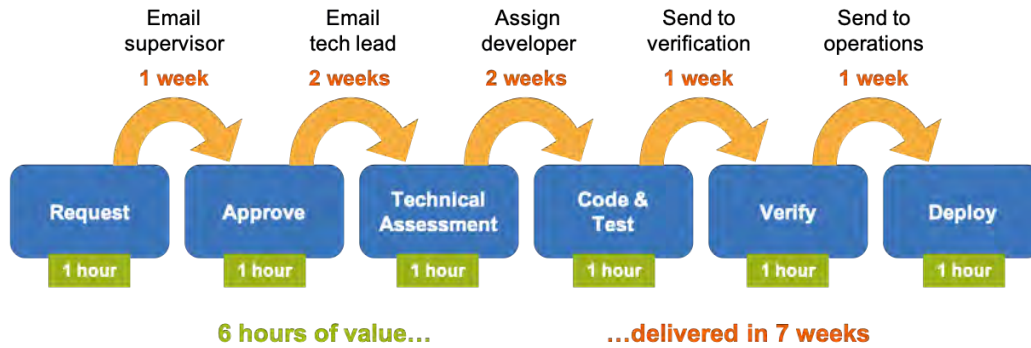 Email
supervisor
1 week
Email
tech lead
2 weeks
Assign
developer
2 weeks
Send to
verification
1 week
Send to
operations
1 week
Request
1 hour
Approve
1 hour
Technical
Assessment
1 hour
Code &
Test
1 hour
Verify
1 hour
Deploy
1 hour
6 hours of value…
…delivered in 7 weeks